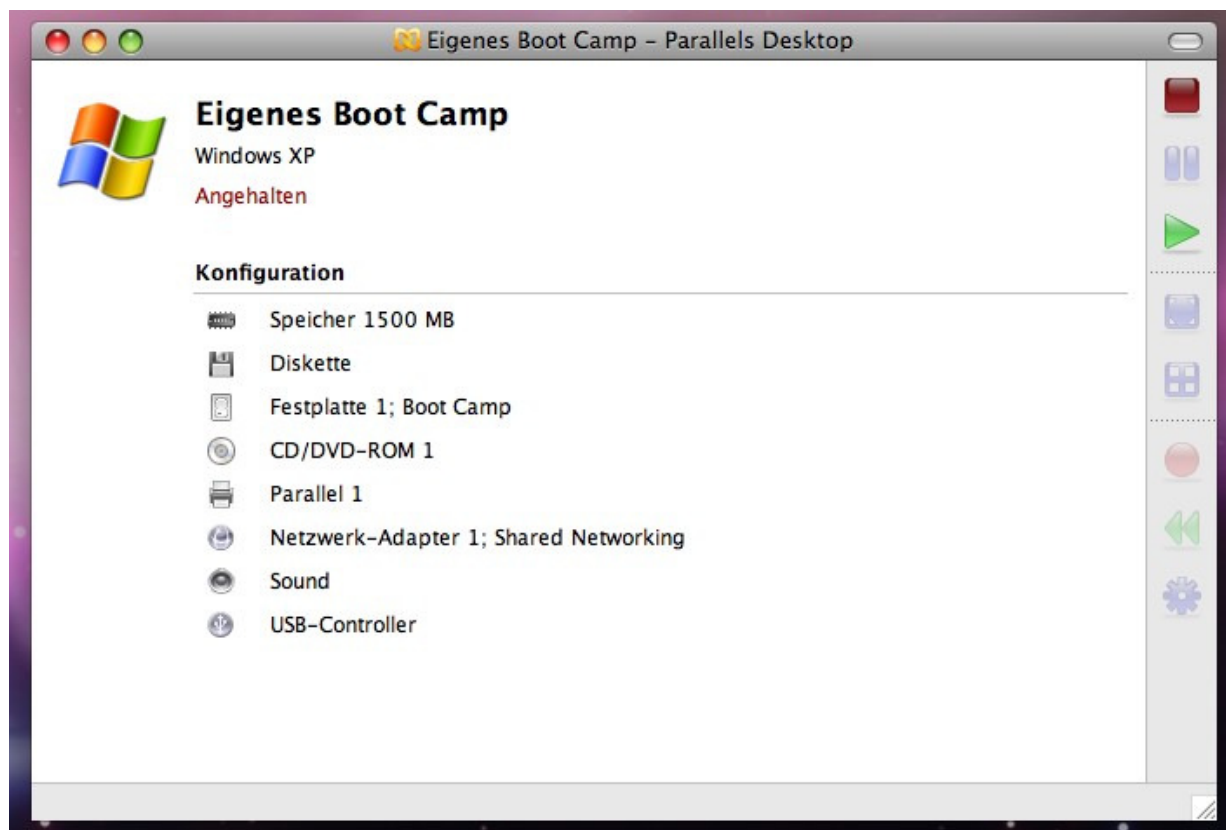 Eigenes Boot Camp – Parallels Desktop
Eigenes Boot Camp
Windows XP
Angehalten
Konfiguration
Speicher 1500 MB
Diskette
Festplatte 1; Boot Camp
CD/DVD-ROM 1
Parallel 1
Netzwerk-Adapter 1; Shared Networking
Sound
USB-Controller